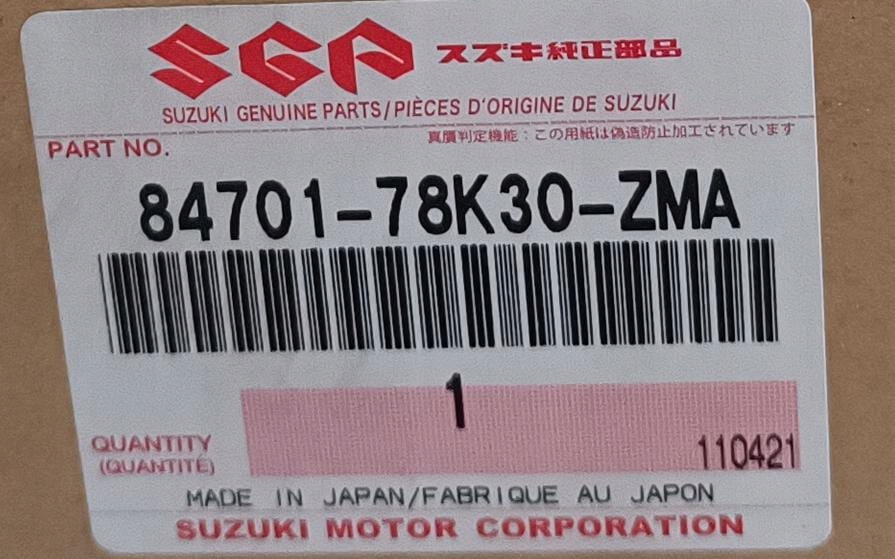 SGP スズキ純正部品
SUZUKI GENUINE PARTS/PIÈCES D'ORIGINE DE SUZUKI
真贋判定機能：この用紙は偽造防止加工されています
PART NO.
84701-78K30-ZMA
1
QUANTITY
(QUANTITÉ)
110421
MADE IN JAPAN/FABRIQUE AU JAPON
SUZUKI MOTOR CORPORATION